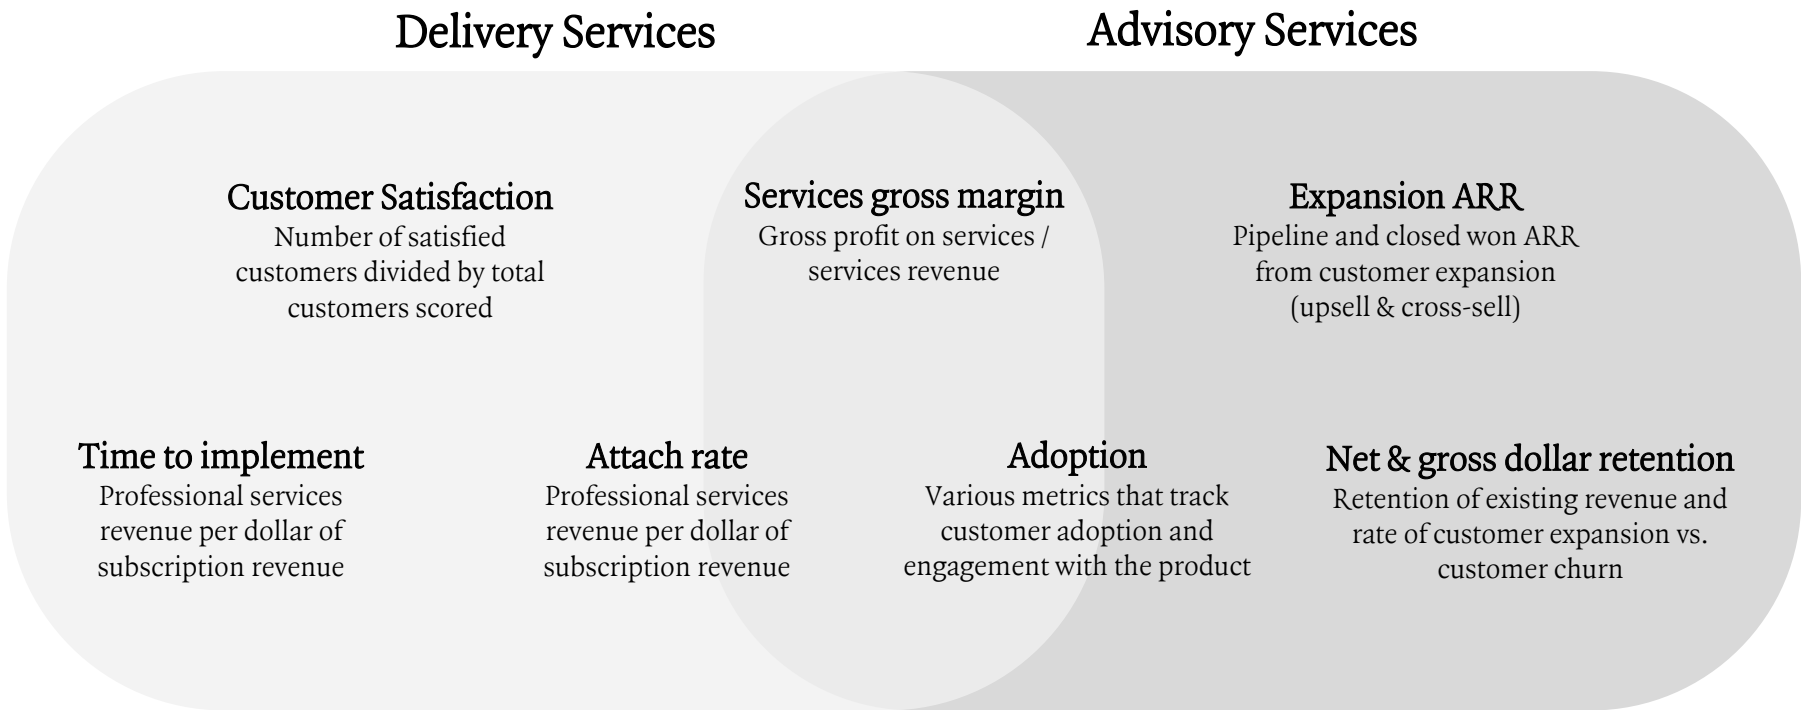 Delivery Services
Advisory Services
Customer Satisfaction
Number of satisfied
customers divided by total
customers scored
Services gross margin
Gross profit on services /
services revenue
Expansion ARR
Pipeline and closed won ARR
from customer expansion
(upsell & cross-sell)
Time to implement
Professional services
revenue per dollar of
subscription revenue
Attach rate
Professional services
revenue per dollar of
subscription revenue
Adoption
Various metrics that track
customer adoption and
engagement with the product
Net & gross dollar retention
Retention of existing revenue and
rate of customer expansion vs.
customer churn